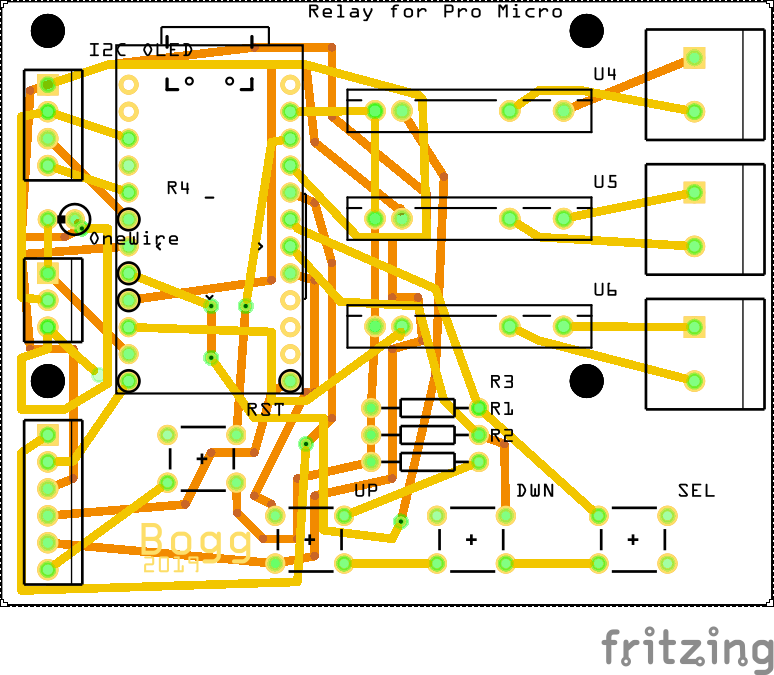 Relay for Pro Micro
I2C OLED
U4
R4
U5
OneWire
U6
R3
RST
R1
R2
UP
DWN
SEL
Bogg
2019
fritzing